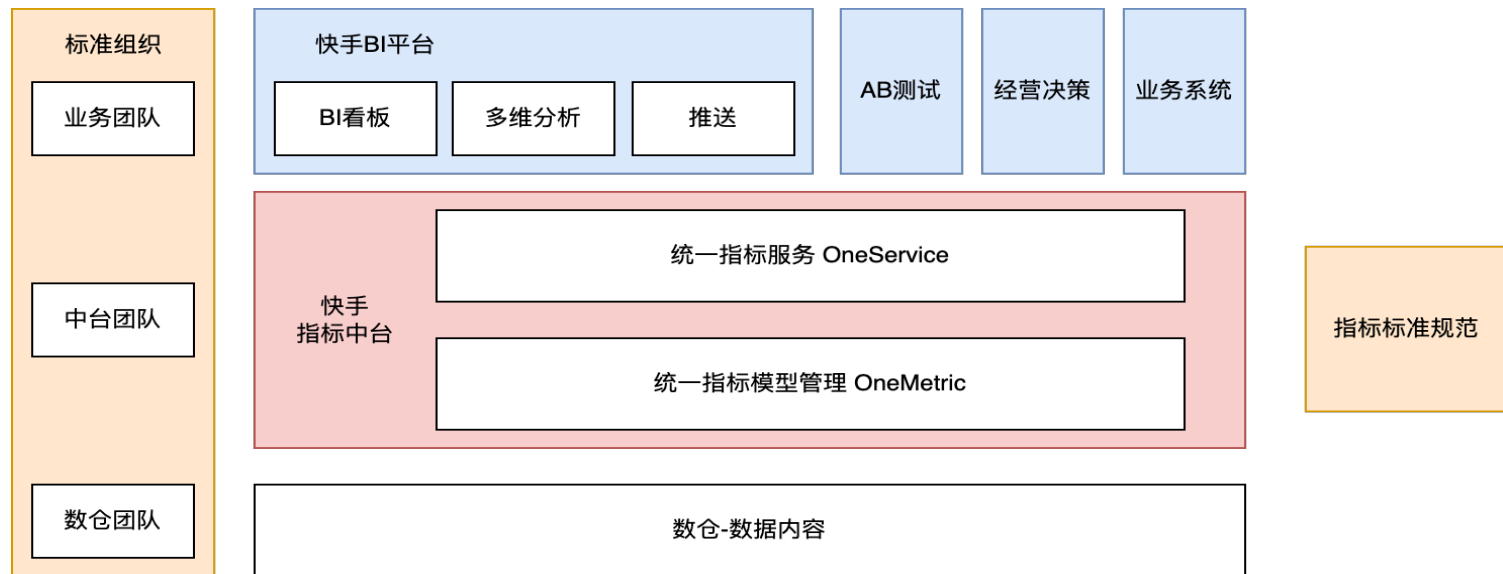 标准组织
业务团队
中台团队
数仓团队
快手BI平台
BI看板
多维分析
推送
AB测试
经营决策
业务系统
快手
指标中台
统一指标服务 OneService
统一指标模型管理 OneMetric
数仓-数据内容
指标标准规范